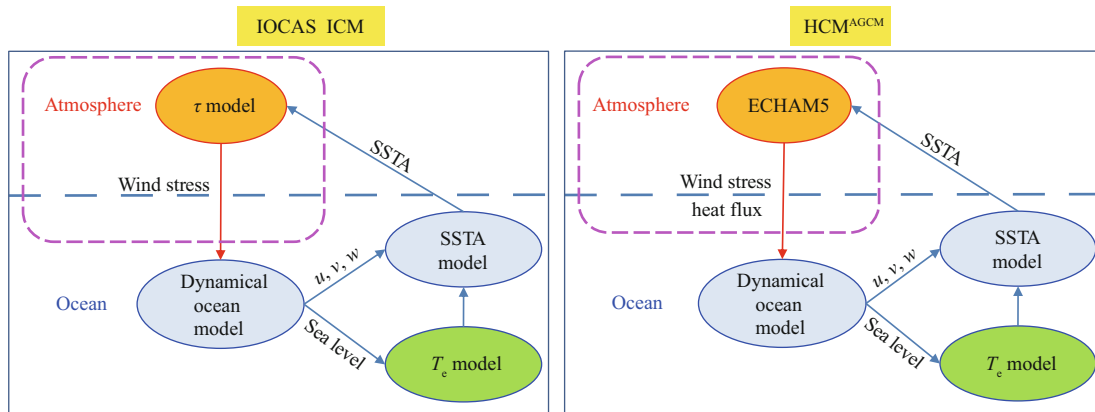 IOCAS ICM
Atmosphere
τ model
SSTA
Wind stress
SSTA
model
u, v, w
Dynamical
ocean
model
Ocean
Sea level
Te model
HCMAGCM
Atmosphere
ECHAM5
SSTA
Wind stress
heat flux
SSTA
model
u, v, w
Dynamical
ocean
model
Ocean
Sea level
Te model